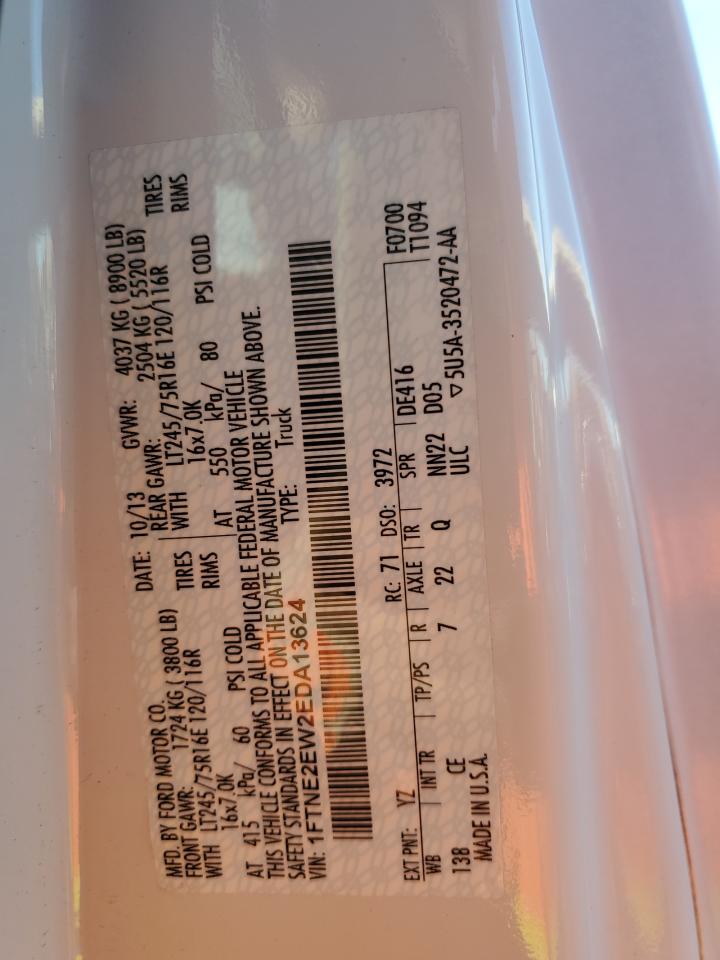 MFD. BY FORD MOTOR CO.
DATE: 10/13 GVWR: 4037 KG ( 8900 LB)
FRONT GAWR: 1724 KG ( 3800 LB) REAR GAWR: 2504 KG ( 5520 LB)
WITH LT245/75R16E 120/116R TIRES WITH LT245/75R16E 120/116R TIRES
16x7.0K RIMS 16x7.0K RIMS
AT 415 kPa/ 60 PSI COLD AT 550 kPa/ 80 PSI COLD
THIS VEHICLE CONFORMS TO ALL APPLICABLE FEDERAL MOTOR VEHICLE
SAFETY STANDARDS IN EFFECT ON THE DATE OF MANUFACTURE SHOWN ABOVE.
VIN: 1FTNE2EW2EDA13624 TYPE: Truck
EXT PNT: YZ RC: 71 DSO: 3972 F0700
WB INT TR TP/PS R AXLE TR SPR DE416 T1094
138 CE 7 22 Q NN22 D05
ULC ▽5U5A-3520472-AA
MADE IN U.S.A.